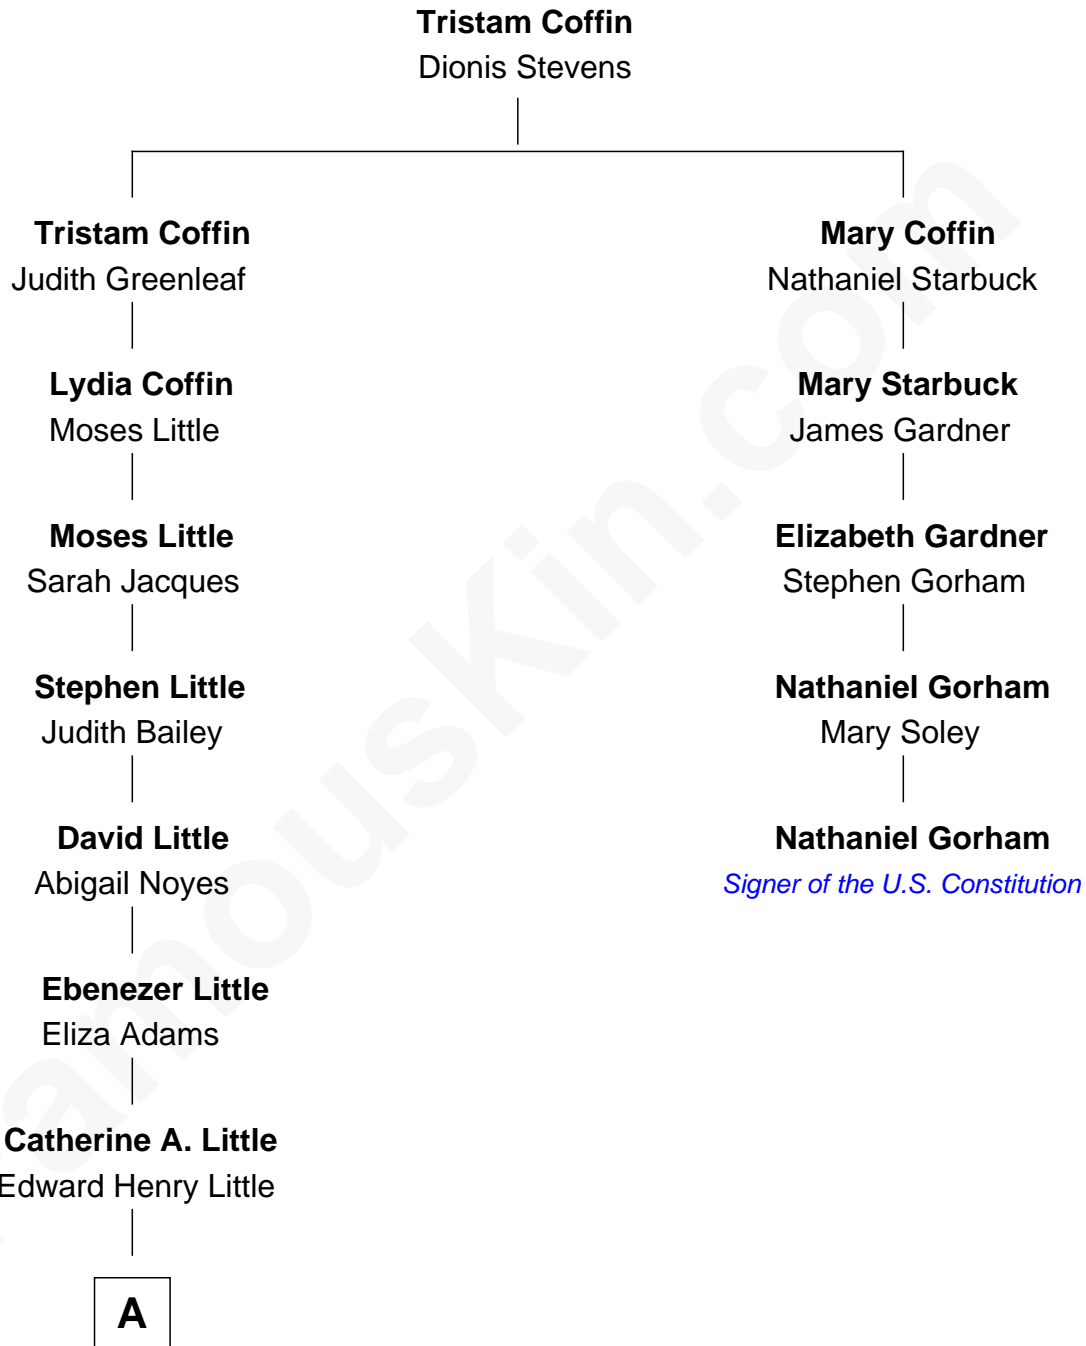 Tristam Coffin
Dionis Stevens
Tristam Coffin
Judith Greenleaf
Mary Coffin
Nathaniel Starbuck
Lydia Coffin
Moses Little
Mary Starbuck
James Gardner
Moses Little
Sarah Jacques
Elizabeth Gardner
Stephen Gorham
Stephen Little
Judith Bailey
Nathaniel Gorham
Mary Soley
David Little
Abigail Noyes
Nathaniel Gorham
Signer of the U.S. Constitution
Ebenezer Little
Eliza Adams
Catherine A. Little
Edward Henry Little
A
famouskin.com